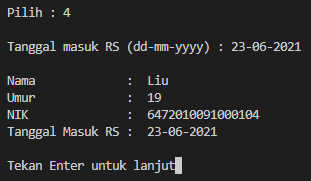 Pilih : 4
Tanggal masuk RS (dd-mm-yyyy) : 23-06-2021
Nama : Liu
Umur : 19
NIK : 6472010091000104
Tanggal Masuk RS : 23-06-2021
Tekan Enter untuk lanjut